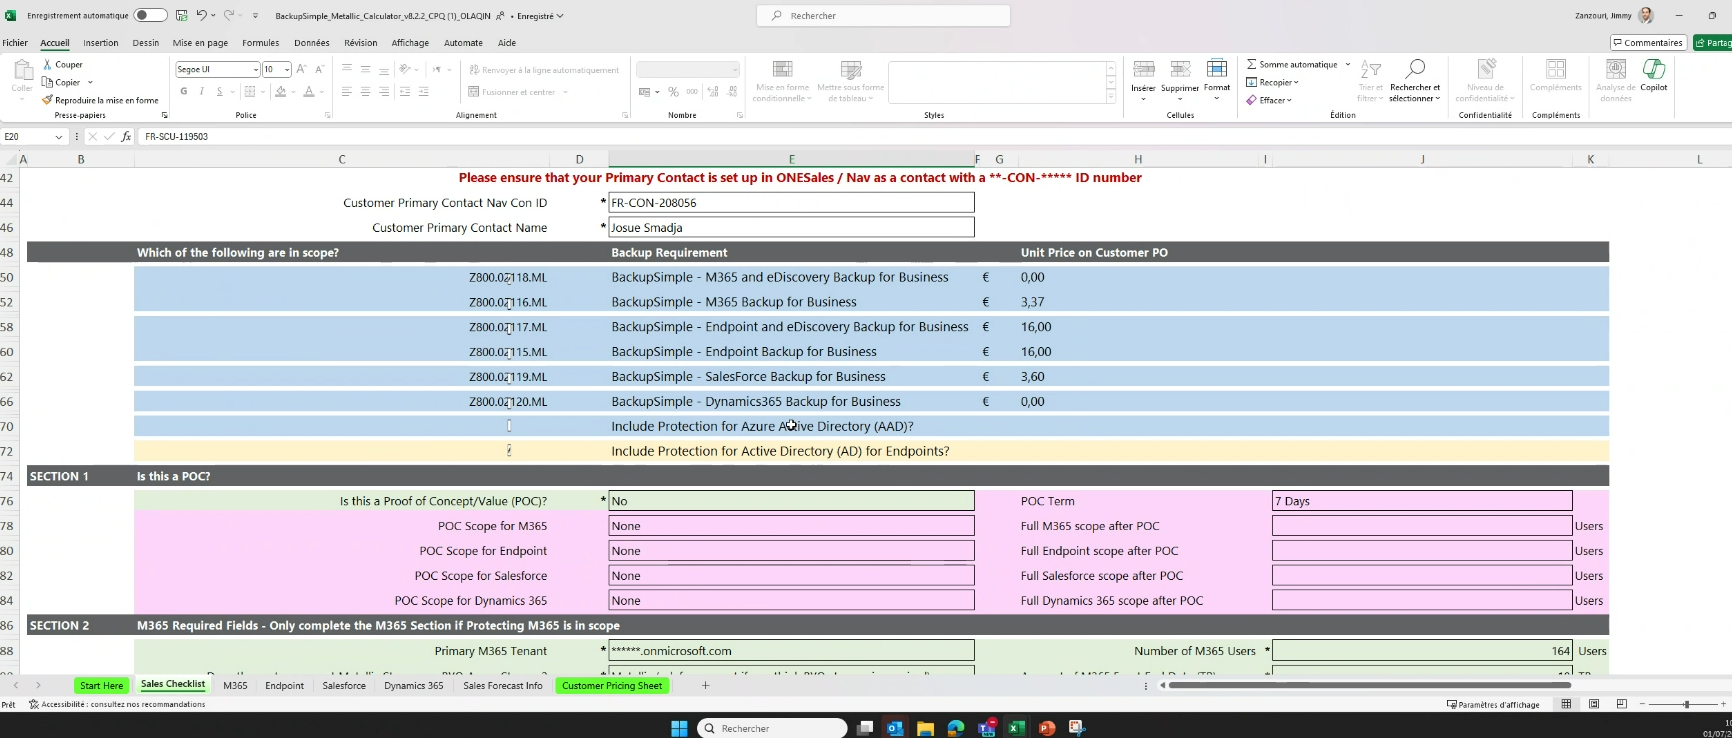 Enregistrement automatique BackupSimple_Metallic_Calculator_v8.2.2_CPQ (1)_OLAQIN • Enregistré Rechercher Zanzouri, Jimmy
Fichier Accueil Insertion Dessin Mise en page Formules Données Révision Affichage Automate Aide Commentaires Partag
Coller
Couper
Copier
Reproduire la mise en forme
Presse-papiers
Segoe UI 10
G I S
Police
Renvoyer à la ligne automatiquement
Fusionner et centrer
Alignement
Nombre
Mise en forme conditionnelle
Mettre sous forme de tableau
Styles
Insérer Supprimer Format
Cellules
Somme automatique
Recopier
Effacer
Trier et filtrer
Rechercher et sélectionner
Édition
Niveau de confidentialité
Confidentialité
Compléments
Compléments
Analyse de données
Copilot
E20 fx FR-SCU-119503
A B C D E F G H I J K L
42 Please ensure that your Primary Contact is set up in ONESales / Nav as a contact with a **-CON-***** ID number
44 Customer Primary Contact Nav Con ID * FR-CON-208056
46 Customer Primary Contact Name * Josue Smadja
48 Which of the following are in scope? Backup Requirement Unit Price on Customer PO
50 Z800.02118.ML BackupSimple - M365 and eDiscovery Backup for Business € 0,00
52 Z800.02116.ML BackupSimple - M365 Backup for Business € 3,37
58 Z800.02117.ML BackupSimple - Endpoint and eDiscovery Backup for Business € 16,00
60 Z800.02115.ML BackupSimple - Endpoint Backup for Business € 16,00
62 Z800.02119.ML BackupSimple - SalesForce Backup for Business € 3,60
66 Z800.02120.ML BackupSimple - Dynamics365 Backup for Business € 0,00
70 Include Protection for Azure Active Directory (AAD)?
72 Include Protection for Active Directory (AD) for Endpoints?
74 SECTION 1 Is this a POC?
76 Is this a Proof of Concept/Value (POC)? * No POC Term 7 Days
78 POC Scope for M365 None Full M365 scope after POC Users
80 POC Scope for Endpoint None Full Endpoint scope after POC Users
82 POC Scope for Salesforce None Full Salesforce scope after POC Users
84 POC Scope for Dynamics 365 None Full Dynamics 365 scope after POC Users
86 SECTION 2 M365 Required Fields - Only complete the M365 Section if Protecting M365 is in scope
88 Primary M365 Tenant * ******.onmicrosoft.com Number of M365 Users * 164 Users
Start Here Sales Checklist M365 Endpoint Salesforce Dynamics 365 Sales Forecast Info Customer Pricing Sheet
Prêt Accessibilité : consultez nos recommandations Paramètres d'affichage
Rechercher